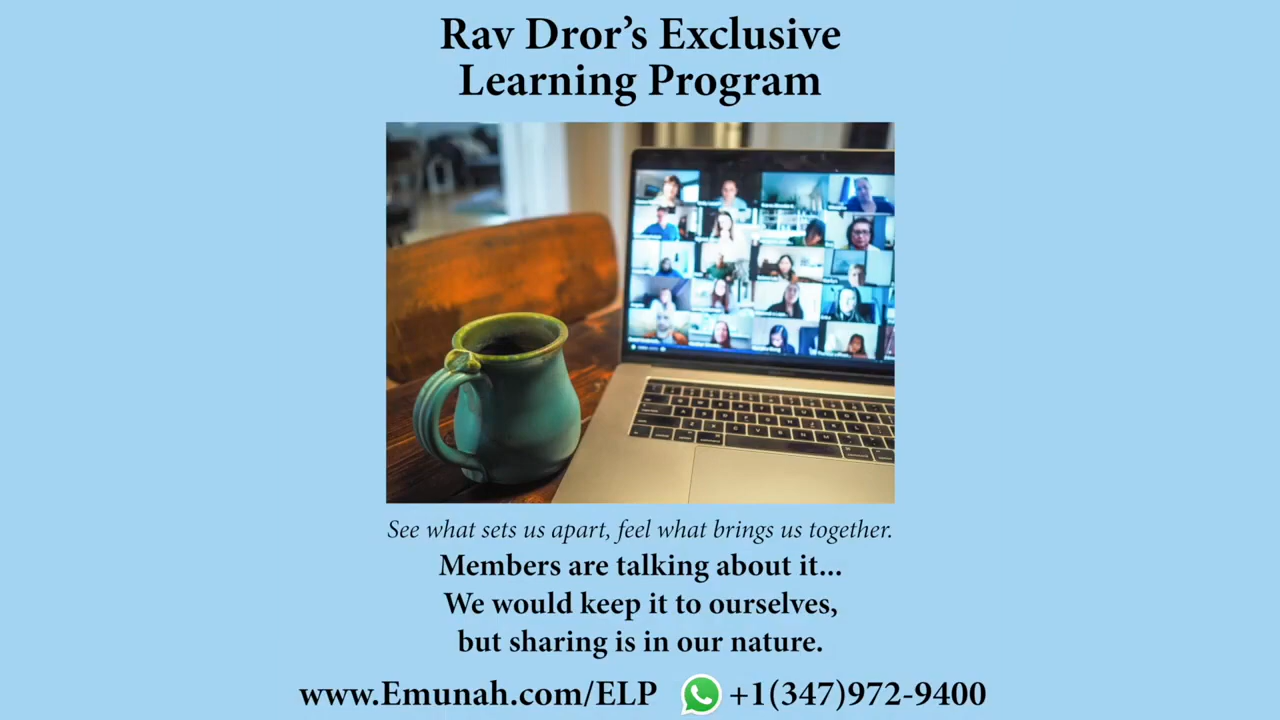 Rav Dror’s Exclusive
Learning Program
See what sets us apart, feel what brings us together.
Members are talking about it...
We would keep it to ourselves,
but sharing is in our nature.
www.Emunah.com/ELP +1(347)972-9400